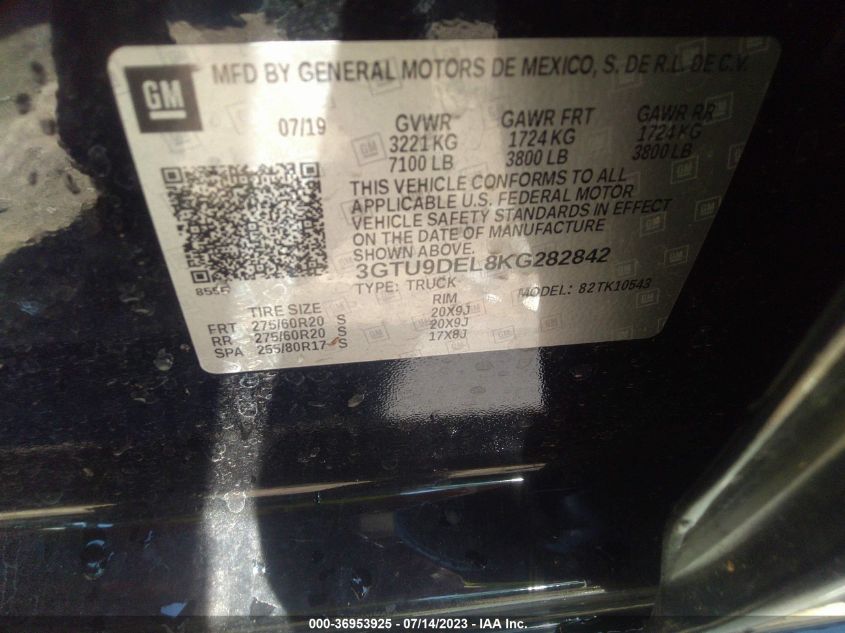 GM
MFD BY GENERAL MOTORS DE MEXICO, S. DE R.L. DE C.V.
07/19 GVWR GAWR FRT GAWR RR
3221 KG 1724 KG 1724 KG
7100 LB 3800 LB 3800 LB
THIS VEHICLE CONFORMS TO ALL
APPLICABLE U.S. FEDERAL MOTOR
VEHICLE SAFETY STANDARDS IN EFFECT
ON THE DATE OF MANUFACTURE
SHOWN ABOVE.
3GTU9DEL8KG282842
8555 TYPE: TRUCK MODEL: 82TK10543
TIRE SIZE RIM
FRT 275/60R20 S 20X9J
RR 275/60R20 S 20X9J
SPA 255/80R17 S 17X8J
000-36953925 - 07/14/2023 - IAA Inc.